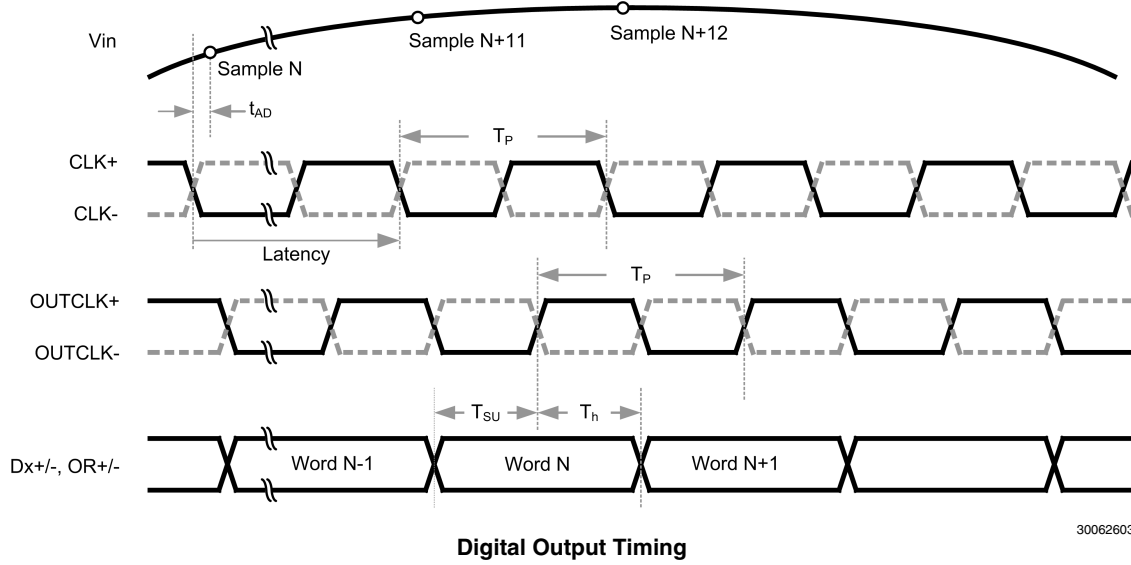 Vin
Sample N
Sample N+11
Sample N+12
tAD
TP
CLK+
CLK-
Latency
TP
OUTCLK+
OUTCLK-
TSU
Th
Dx+/-, OR+/-
Word N-1
Word N
Word N+1
30062603
Digital Output Timing